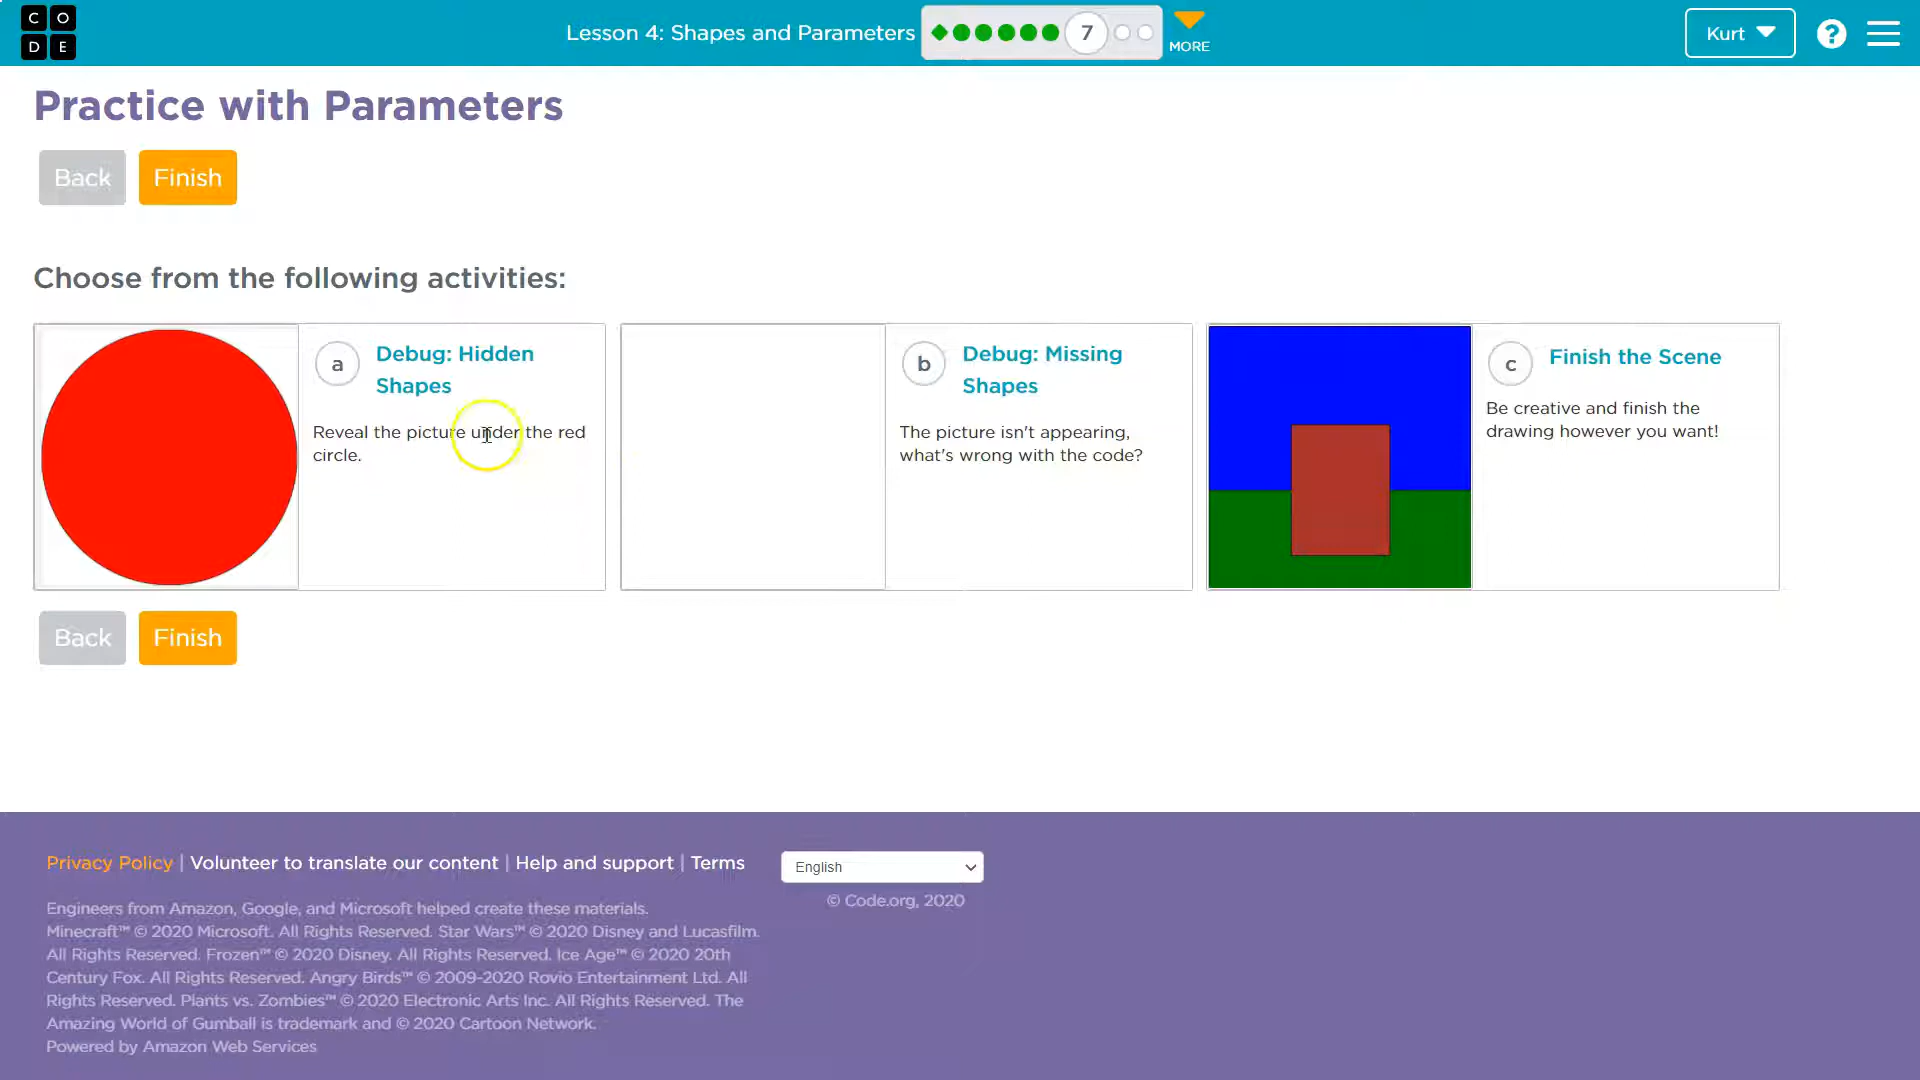 C O
D E
Lesson 4: Shapes and Parameters
7
MORE
Kurt
?
Practice with Parameters
Back
Finish
Choose from the following activities:
a
Debug: Hidden
Shapes
Reveal the picture under the red
circle.
b
Debug: Missing
Shapes
The picture isn't appearing,
what's wrong with the code?
c
Finish the Scene
Be creative and finish the
drawing however you want!
Back
Finish
Privacy Policy | Volunteer to translate our content | Help and support | Terms
English
© Code.org, 2020
Engineers from Amazon, Google, and Microsoft helped create these materials.
Minecraft™ © 2020 Microsoft. All Rights Reserved. Star Wars™ © 2020 Disney and Lucasfilm.
All Rights Reserved. Frozen™ © 2020 Disney. All Rights Reserved. Ice Age™ © 2020 20th
Century Fox. All Rights Reserved. Angry Birds™ © 2009-2020 Rovio Entertainment Ltd. All
Rights Reserved. Plants vs. Zombies™ © 2020 Electronic Arts Inc. All Rights Reserved. The
Amazing World of Gumball is trademark and © 2020 Cartoon Network.
Powered by Amazon Web Services